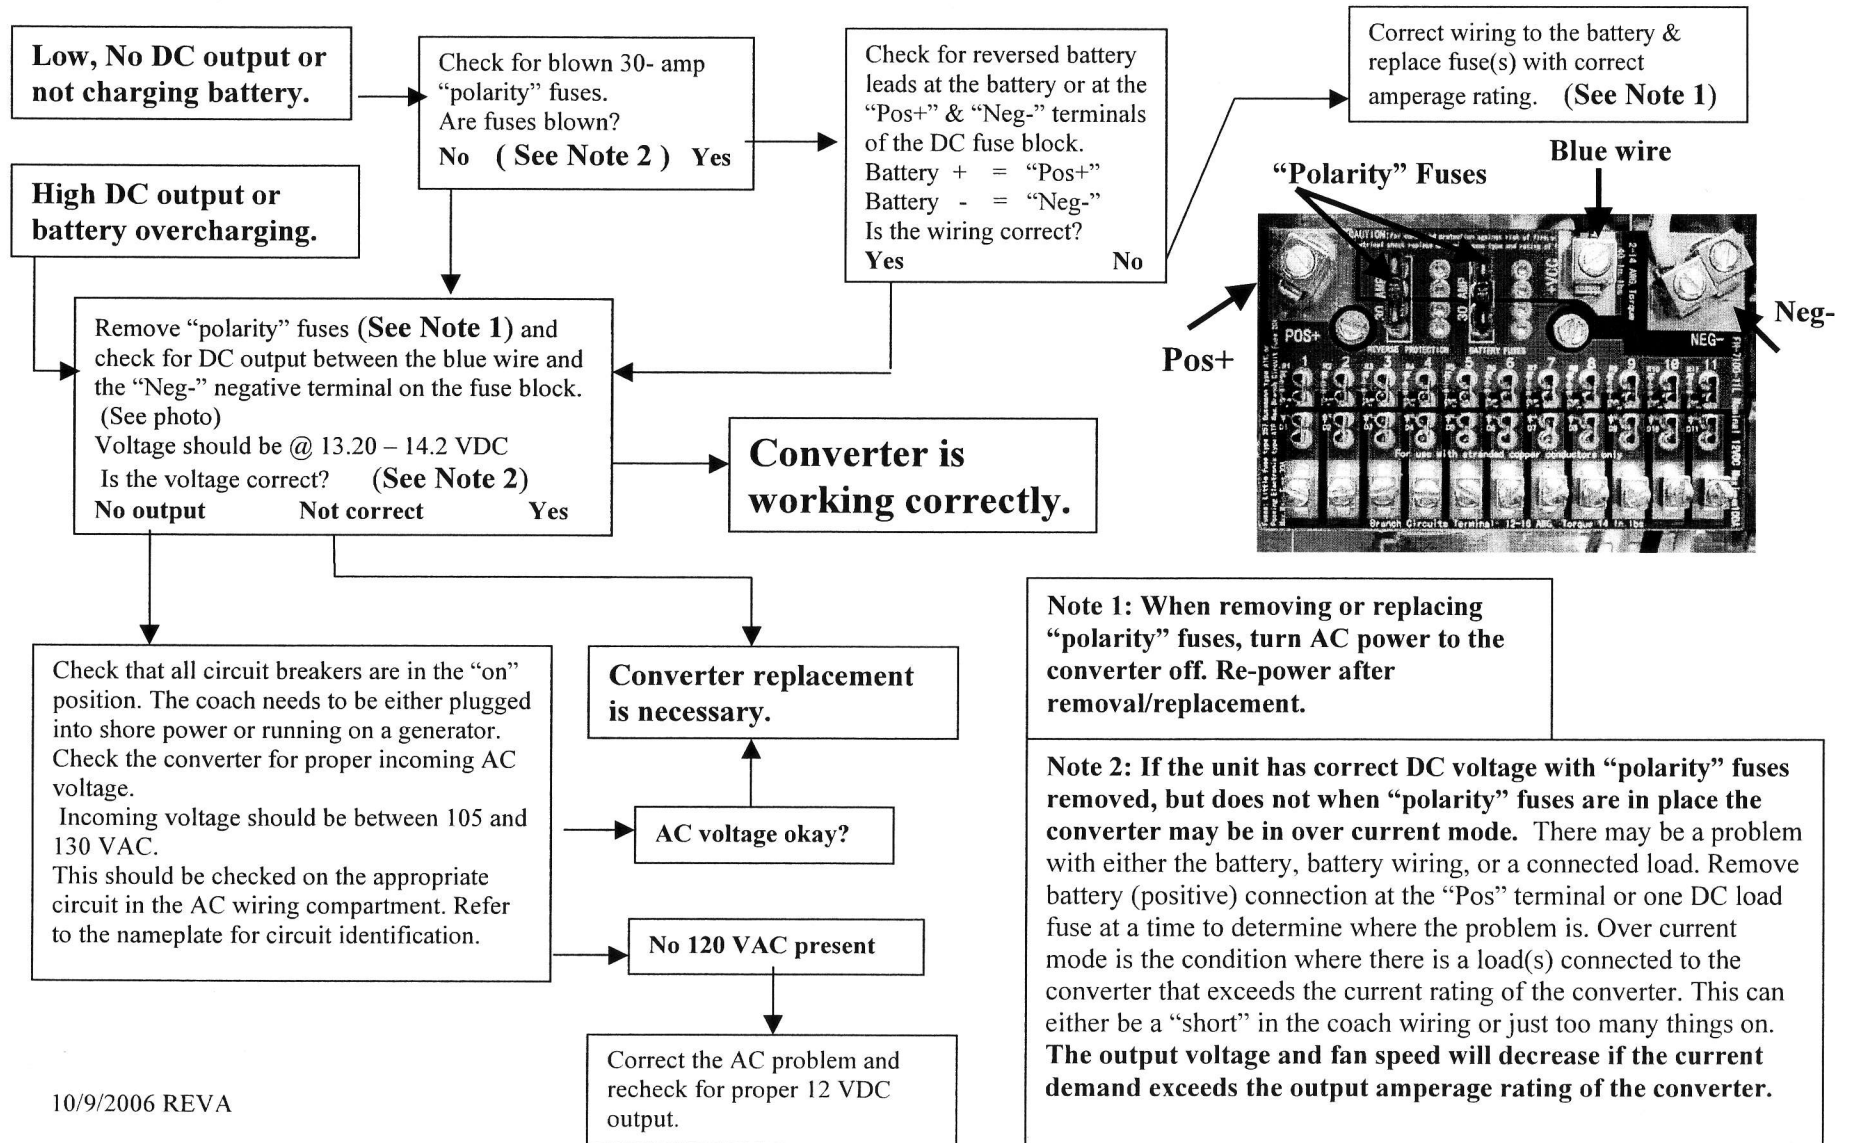 Low, No DC output or
not charging battery.
Check for blown 30- amp
“polarity” fuses.
Are fuses blown?
No ( See Note 2 ) Yes
Check for reversed battery
leads at the battery or at the
“Pos+” & “Neg-” terminals
of the DC fuse block.
Battery + = “Pos+”
Battery - = “Neg-”
Is the wiring correct?
Yes No
Correct wiring to the battery &
replace fuse(s) with correct
amperage rating. (See Note 1)
High DC output or
battery overcharging.
Blue wire
“Polarity” Fuses
Pos+
Neg-
30 AMP
30 AMP
POS+
NEG-
REVERSE PROTECTION BATTERY FUSES
1 2 3 4 5 6 7 8 9 10 11
For use with stranded copper conductors only
Branch Circuits Terminal
Remove “polarity” fuses (See Note 1) and
check for DC output between the blue wire and
the “Neg-” negative terminal on the fuse block.
(See photo)
Voltage should be @ 13.20 – 14.2 VDC
Is the voltage correct? (See Note 2)
No output Not correct Yes
Converter is
working correctly.
Check that all circuit breakers are in the “on”
position. The coach needs to be either plugged
into shore power or running on a generator.
Check the converter for proper incoming AC
voltage.
Incoming voltage should be between 105 and
130 VAC.
This should be checked on the appropriate
circuit in the AC wiring compartment. Refer
to the nameplate for circuit identification.
Converter replacement
is necessary.
AC voltage okay?
No 120 VAC present
Correct the AC problem and
recheck for proper 12 VDC
output.
Note 1: When removing or replacing
“polarity” fuses, turn AC power to the
converter off. Re-power after
removal/replacement.
Note 2: If the unit has correct DC voltage with “polarity” fuses
removed, but does not when “polarity” fuses are in place the
converter may be in over current mode. There may be a problem
with either the battery, battery wiring, or a connected load. Remove
battery (positive) connection at the “Pos” terminal or one DC load
fuse at a time to determine where the problem is. Over current
mode is the condition where there is a load(s) connected to the
converter that exceeds the current rating of the converter. This can
either be a “short” in the coach wiring or just too many things on.
The output voltage and fan speed will decrease if the current
demand exceeds the output amperage rating of the converter.
10/9/2006 REVA